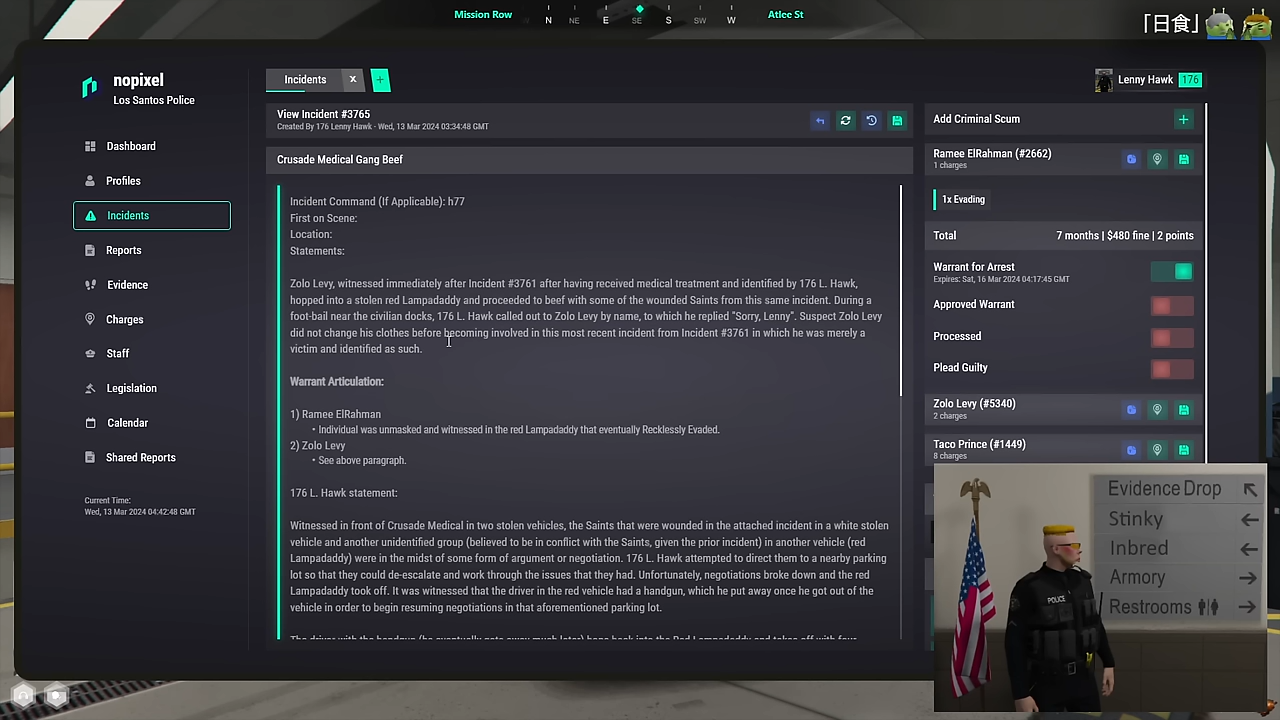 Mission Row
N NE E SE S SW W
Atlee St
「日食」
nopixel
Los Santos Police
Dashboard
Profiles
Incidents
Reports
Evidence
Charges
Staff
Legislation
Calendar
Shared Reports
Current Time:
Wed, 13 Mar 2024 04:42:48 GMT
Incidents x +
Lenny Hawk 176
View Incident #3765
Created By 176 Lenny Hawk - Wed, 13 Mar 2024 03:34:48 GMT
Crusade Medical Gang Beef
Incident Command (If Applicable): h77
First on Scene:
Location:
Statements:
Zolo Levy, witnessed immediately after Incident #3761 after having received medical treatment and identified by 176 L. Hawk,
hopped into a stolen red Lampadaddy and proceeded to beef with some of the wounded Saints from this same incident. During a
foot-bail near the civilian docks, 176 L. Hawk called out to Zolo Levy by name, to which he replied "Sorry, Lenny". Suspect Zolo Levy
did not change his clothes before becoming involved in this most recent incident from Incident #3761 in which he was merely a
victim and identified as such.
Warrant Articulation:
1) Ramee ElRahman
• Individual was unmasked and witnessed in the red Lampadaddy that eventually Recklessly Evaded.
2) Zolo Levy
• See above paragraph.
176 L. Hawk statement:
Witnessed in front of Crusade Medical in two stolen vehicles, the Saints that were wounded in the attached incident in a white stolen
vehicle and another unidentified group (believed to be in conflict with the Saints, given the prior incident) in another vehicle (red
Lampadaddy) were in the midst of some form of argument or negotiation. 176 L. Hawk attempted to direct them to a nearby parking
lot so that they could de-escalate and work through the issues that they had. Unfortunately, negotiations broke down and the red
Lampadaddy took off. It was witnessed that the driver in the red vehicle had a handgun, which he put away once he got out of the
vehicle in order to begin resuming negotiations in that aforementioned parking lot.
Add Criminal Scum +
Ramee ElRahman (#2662)
1 charges
1x Evading
Total 7 months | $480 fine | 2 points
Warrant for Arrest
Expires: Sat, 16 Mar 2024 04:17:45 GMT
Approved Warrant
Processed
Plead Guilty
Zolo Levy (#5340)
2 charges
Taco Prince (#1449)
8 charges
Evidence Drop
Stinky
Inbred
Armory
Restrooms
POLICE